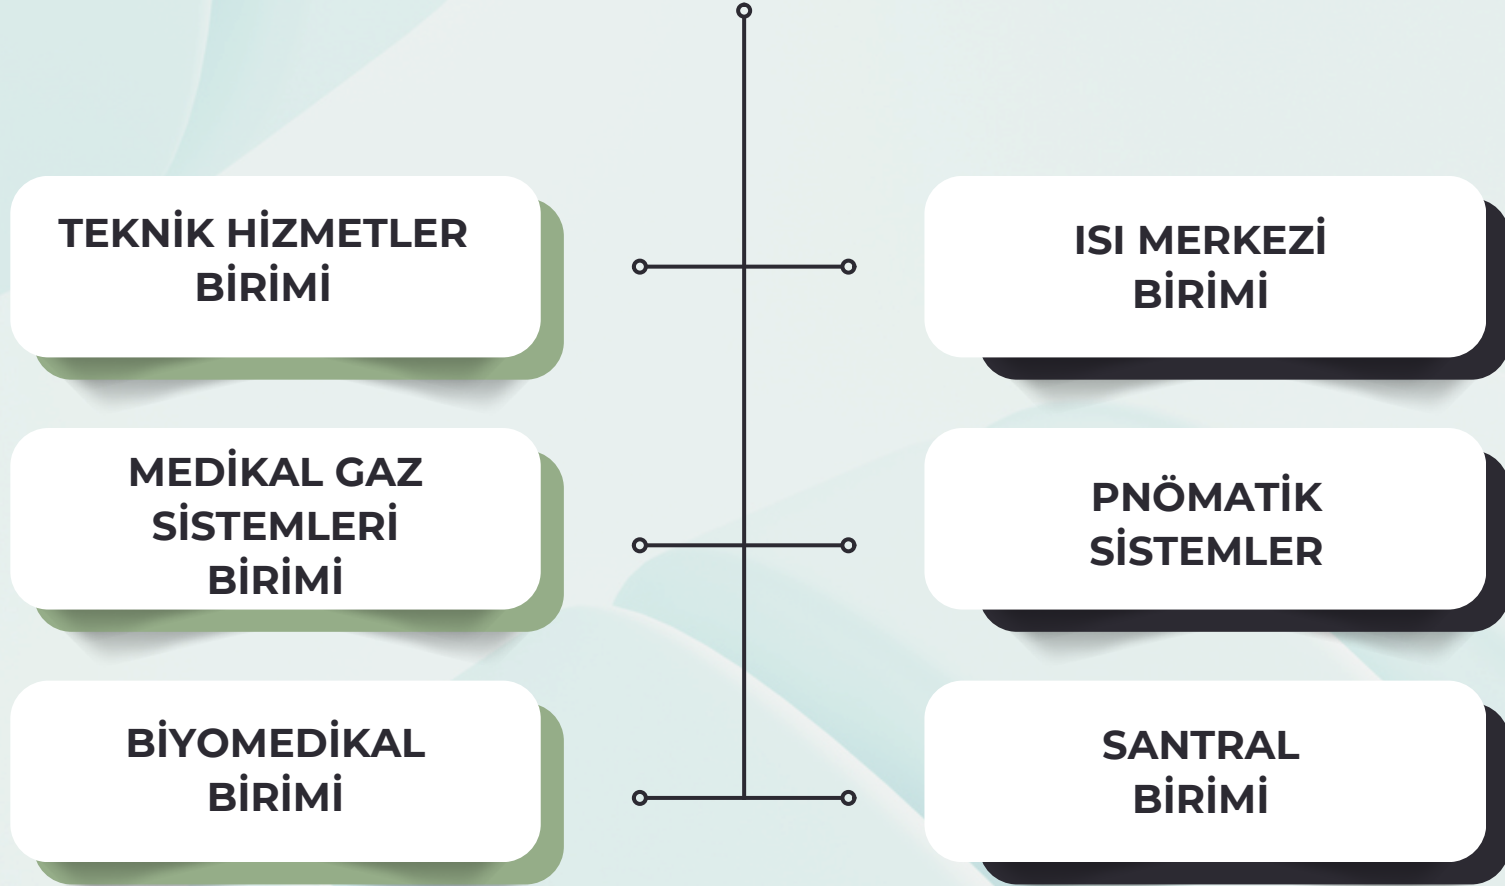 TEKNİK HİZMETLER
BİRİMİ
ISI MERKEZİ
BİRİMİ
MEDİKAL GAZ
SİSTEMLERİ
BİRİMİ
PNÖMATİK
SİSTEMLER
BİYOMEDİKAL
BİRİMİ
SANTRAL
BİRİMİ